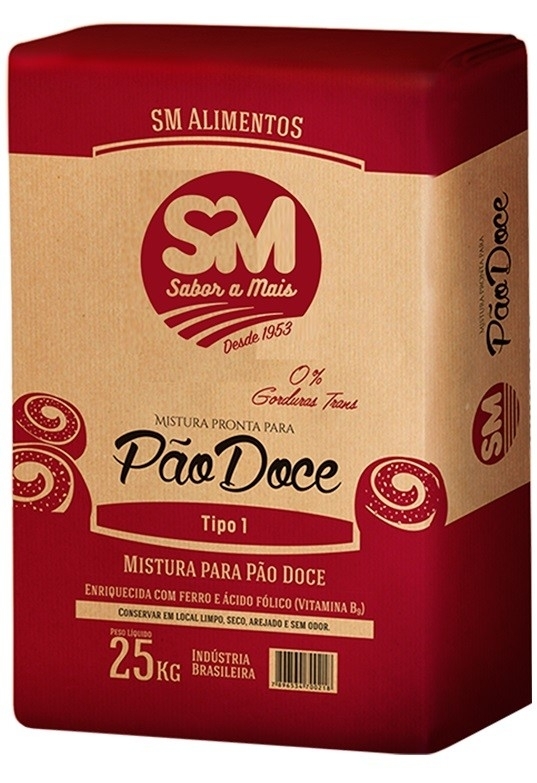 SM ALIMENTOS
SM
Sabor a Mais
Desde 1953
0%
Gorduras Trans
MISTURA PRONTA PARA
Pão Doce
Tipo 1
MISTURA PARA PÃO DOCE
ENRIQUECIDA COM FERRO E ÁCIDO FÓLICO (VITAMINA B9)
CONSERVAR EM LOCAL LIMPO, SECO, AREJADO E SEM ODOR.
PESO LÍQUIDO
25KG
INDÚSTRIA
BRASILEIRA
7896534700218
MISTURA PRONTA PARA
Pão Doce
SM